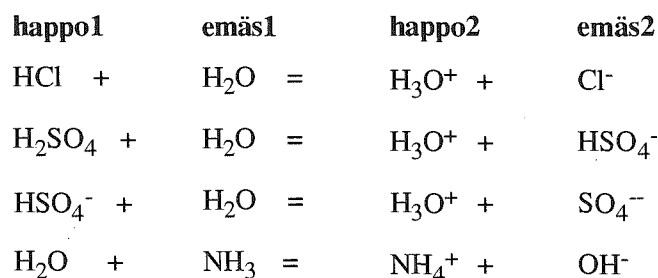 happo1 emäs1 happo2 emäs2
HCl + H₂O = H₃O⁺ + Cl⁻
H₂SO₄ + H₂O = H₃O⁺ + HSO₄⁻
HSO₄⁻ + H₂O = H₃O⁺ + SO₄⁻⁻
H₂O + NH₃ = NH₄⁺ + OH⁻